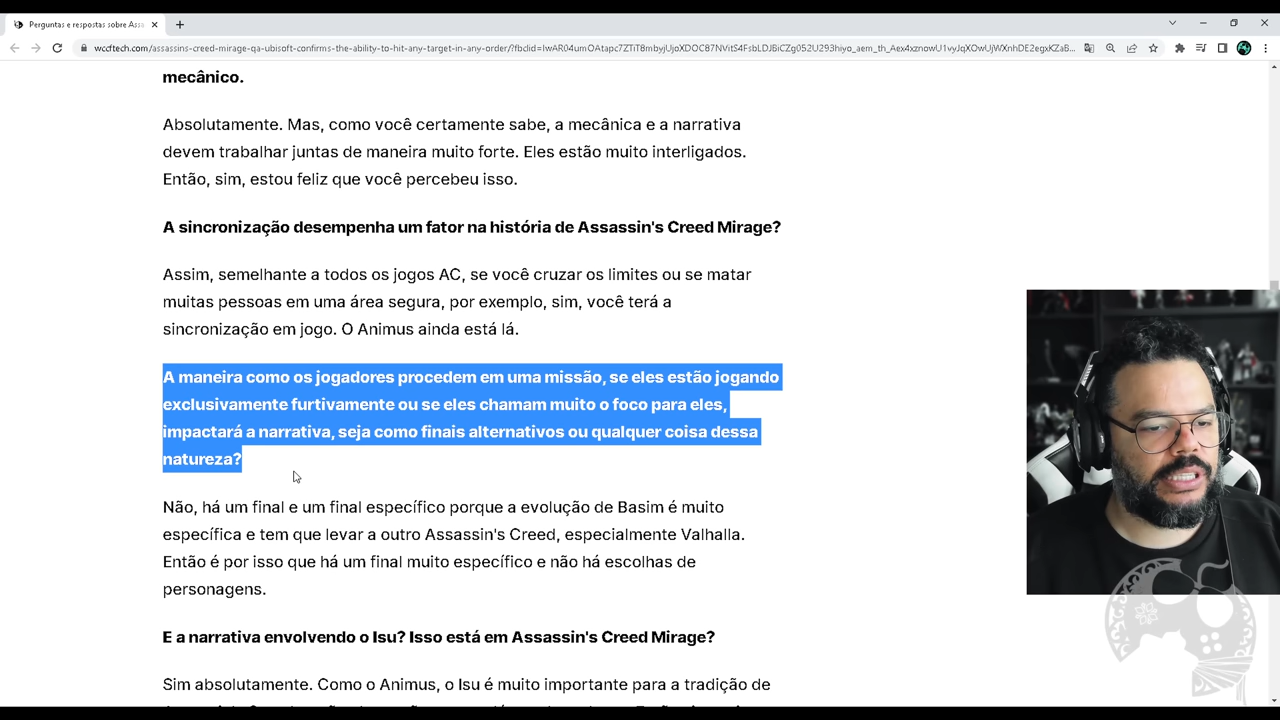 Perguntas e respostas sobre Assa
wccftech.com/assassins-creed-mirage-qa-ubisoft-confirms-the-ability-to-hit-any-target-in-any-order/?fbclid=
mecânico.
Absolutamente. Mas, como você certamente sabe, a mecânica e a narrativa
devem trabalhar juntas de maneira muito forte. Eles estão muito interligados.
Então, sim, estou feliz que você percebeu isso.
A sincronização desempenha um fator na história de Assassin's Creed Mirage?
Assim, semelhante a todos os jogos AC, se você cruzar os limites ou se matar
muitas pessoas em uma área segura, por exemplo, sim, você terá a
sincronização em jogo. O Animus ainda está lá.
A maneira como os jogadores procedem em uma missão, se eles estão jogando
exclusivamente furtivamente ou se eles chamam muito o foco para eles,
impactará a narrativa, seja como finais alternativos ou qualquer coisa dessa
natureza?
Não, há um final e um final específico porque a evolução de Basim é muito
específica e tem que levar a outro Assassin's Creed, especialmente Valhalla.
Então é por isso que há um final muito específico e não há escolhas de
personagens.
E a narrativa envolvendo o Isu? Isso está em Assassin's Creed Mirage?
Sim absolutamente. Como o Animus, o Isu é muito importante para a tradição de